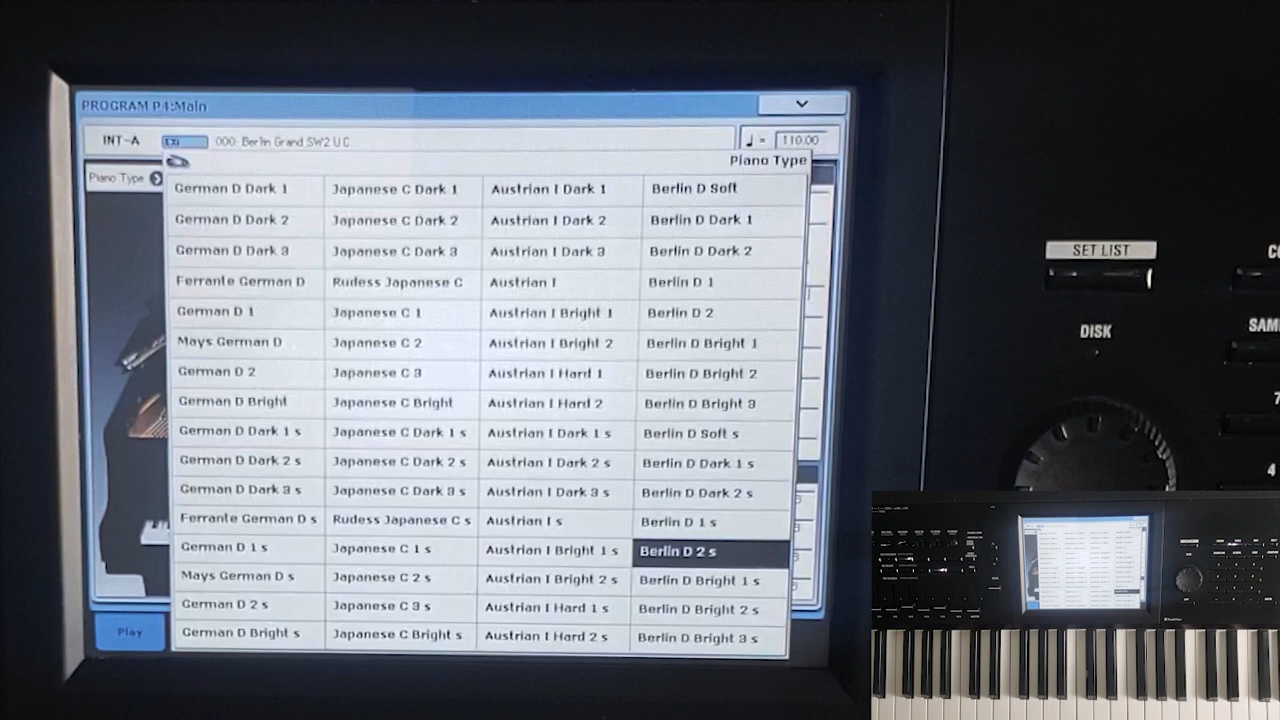 PROGRAM P4:Main
INT-A EXi 000: Berlin Grand SW2 U.C. ♩ = 110.00
Piano Type
Piano Type
German D Dark 1 Japanese C Dark 1 Austrian I Dark 1 Berlin D Soft
German D Dark 2 Japanese C Dark 2 Austrian I Dark 2 Berlin D Dark 1
German D Dark 3 Japanese C Dark 3 Austrian I Dark 3 Berlin D Dark 2
Ferrante German D Rudess Japanese C Austrian I Berlin D 1
German D 1 Japanese C 1 Austrian I Bright 1 Berlin D 2
Mays German D Japanese C 2 Austrian I Bright 2 Berlin D Bright 1
German D 2 Japanese C 3 Austrian I Hard 1 Berlin D Bright 2
German D Bright Japanese C Bright Austrian I Hard 2 Berlin D Bright 3
German D Dark 1 s Japanese C Dark 1 s Austrian I Dark 1 s Berlin D Soft s
German D Dark 2 s Japanese C Dark 2 s Austrian I Dark 2 s Berlin D Dark 1 s
German D Dark 3 s Japanese C Dark 3 s Austrian I Dark 3 s Berlin D Dark 2 s
Ferrante German D s Rudess Japanese C s Austrian I s Berlin D 1 s
German D 1 s Japanese C 1 s Austrian I Bright 1 s Berlin D 2 s
Mays German D s Japanese C 2 s Austrian I Bright 2 s Berlin D Bright 1 s
German D 2 s Japanese C 3 s Austrian I Hard 1 s Berlin D Bright 2 s
German D Bright s Japanese C Bright s Austrian I Hard 2 s Berlin D Bright 3 s
Play
SET LIST
DISK